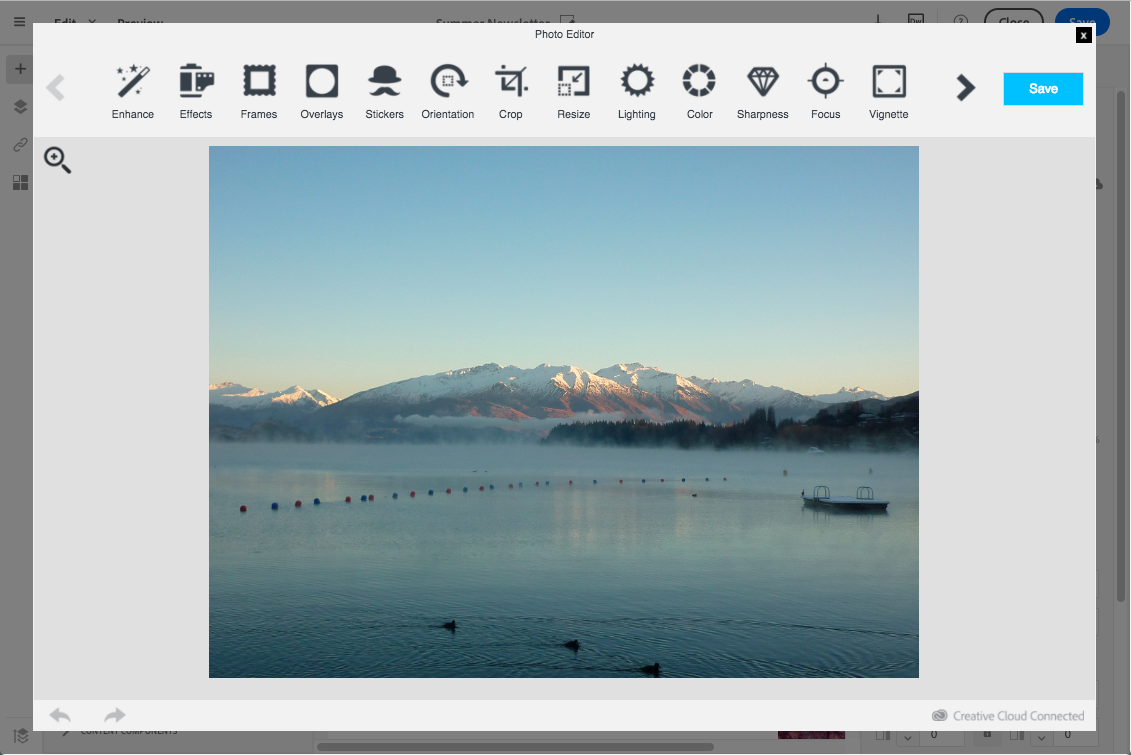 Edit Preview Summer Newsletter Dw ? Close Save
Photo Editor
x
Enhance Effects Frames Overlays Stickers Orientation Crop Resize Lighting Color Sharpness Focus Vignette
Save
Creative Cloud Connected
CONTENT COMPONENTS
0 0